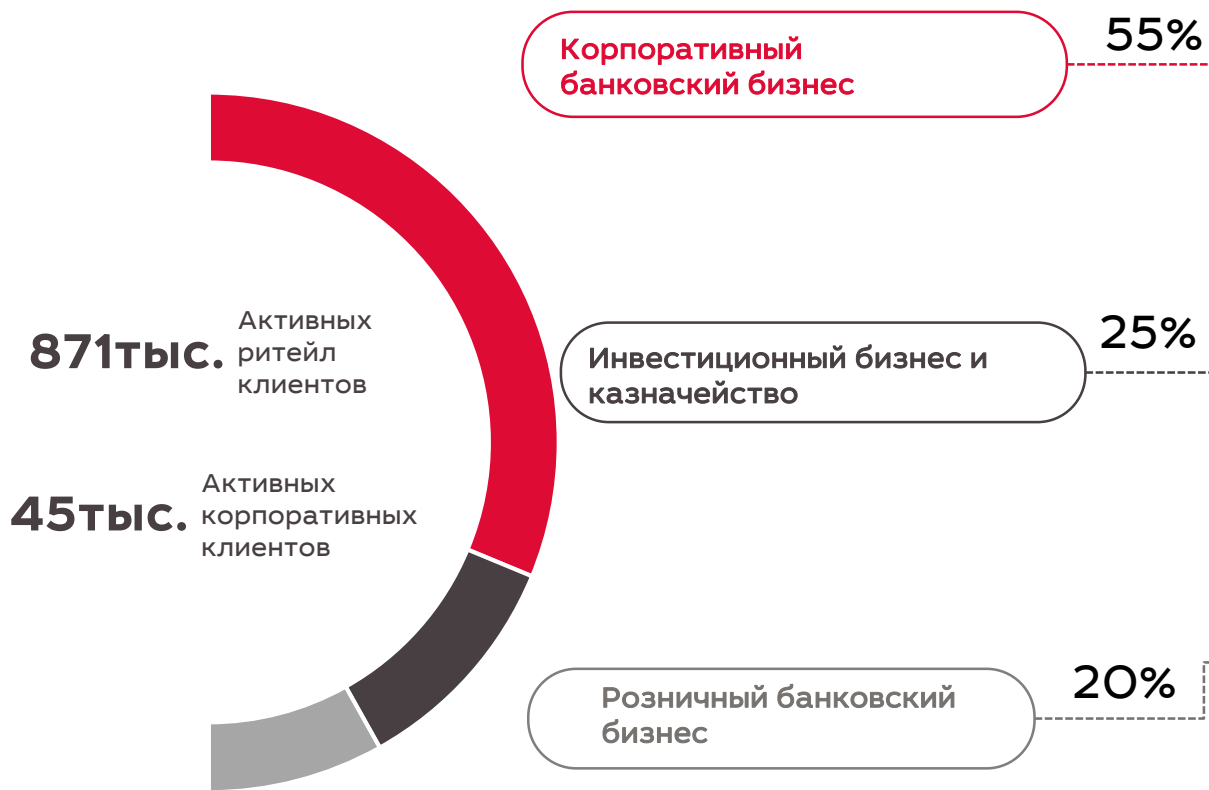 Корпоративный
банковский бизнес
55%
871тыс.
Активных
ритейл
клиентов
Инвестиционный бизнес и
казначейство
25%
45тыс.
Активных
корпоративных
клиентов
Розничный банковский
бизнес
20%